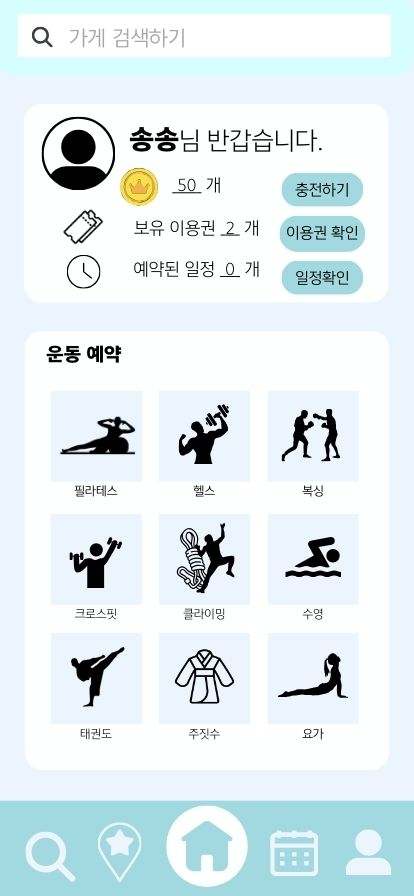 가게 검색하기
송송님 반갑습니다.
50 개
충전하기
보유 이용권 2 개
이용권 확인
예약된 일정 0 개
일정확인
운동 예약
필라테스
헬스
복싱
크로스핏
클라이밍
수영
태권도
주짓수
요가